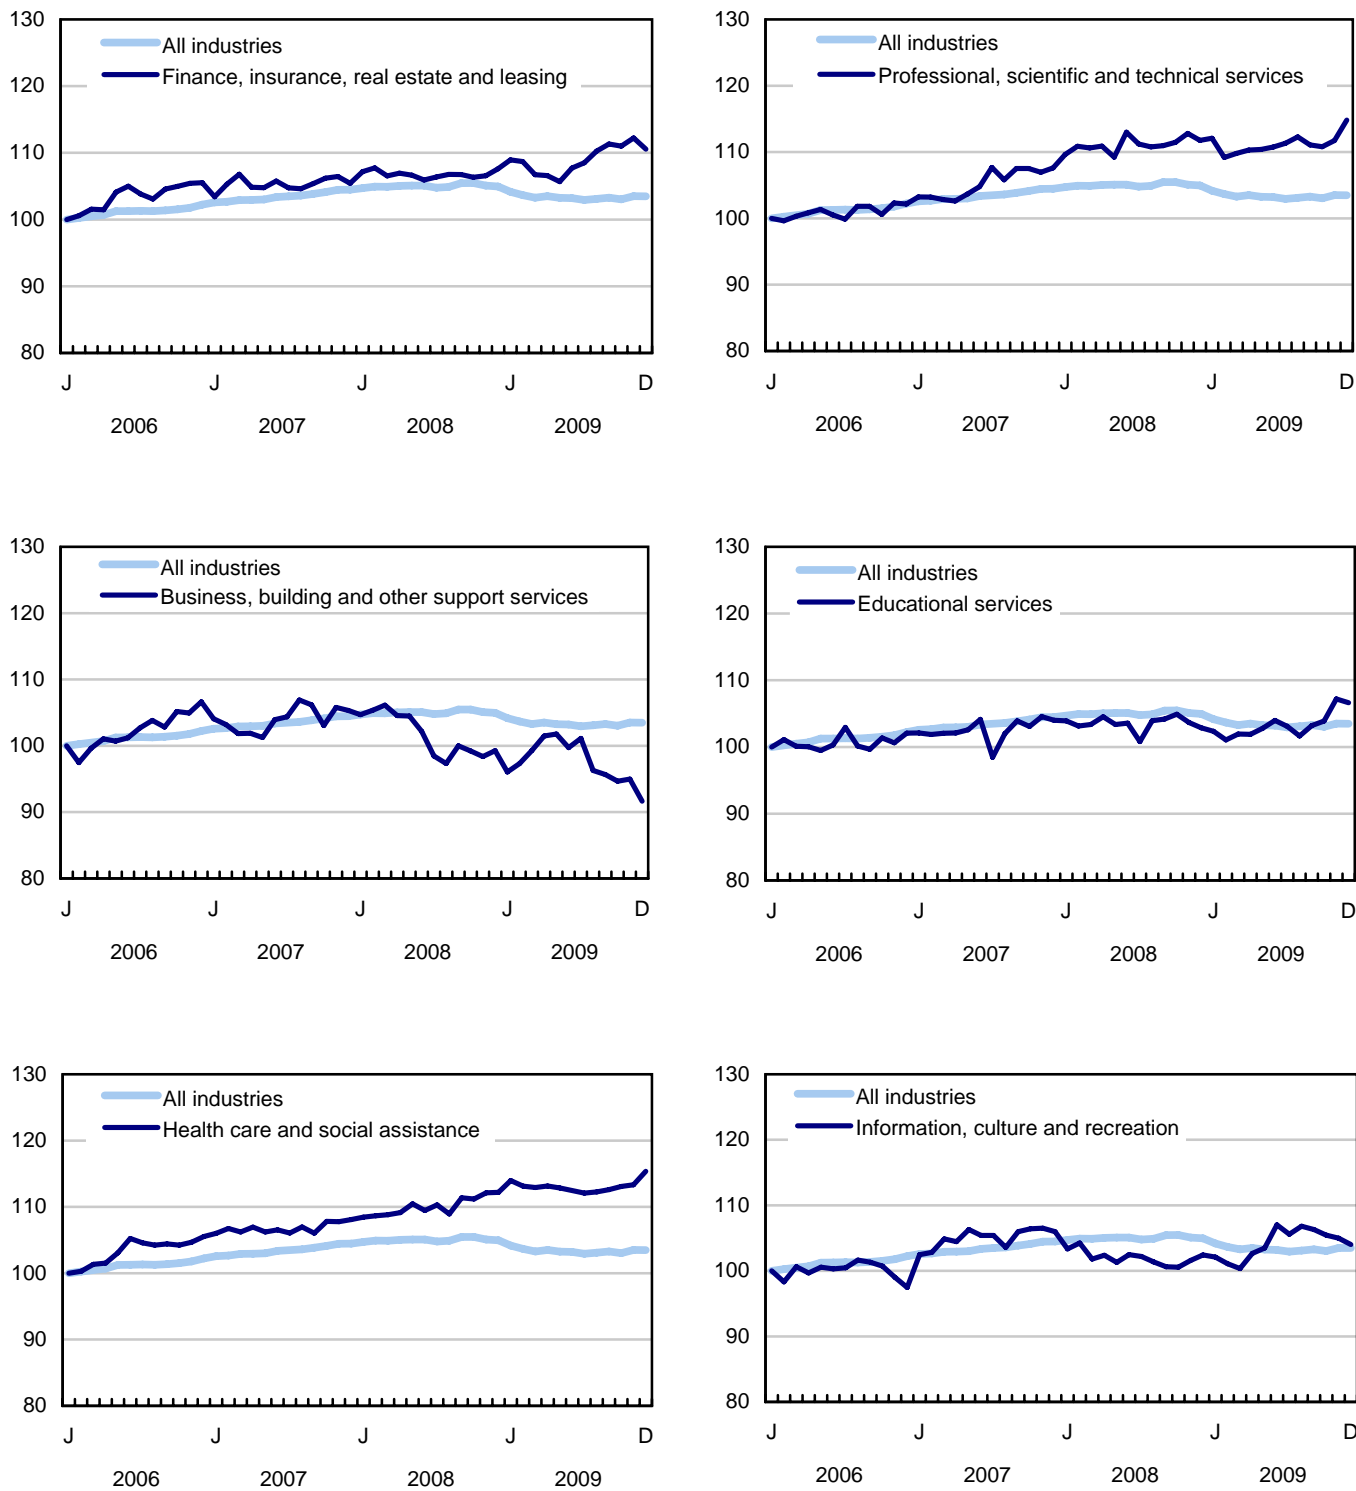 130
All industries
Finance, insurance, real estate and leasing
120
110
100
90
80
J J J J D
2006 2007 2008 2009
130
All industries
Professional, scientific and technical services
120
110
100
90
80
J J J J D
2006 2007 2008 2009
130
All industries
Business, building and other support services
120
110
100
90
80
J J J J D
2006 2007 2008 2009
130
All industries
Educational services
120
110
100
90
80
J J J J D
2006 2007 2008 2009
130
All industries
Health care and social assistance
120
110
100
90
80
J J J J D
2006 2007 2008 2009
130
All industries
Information, culture and recreation
120
110
100
90
80
J J J J D
2006 2007 2008 2009